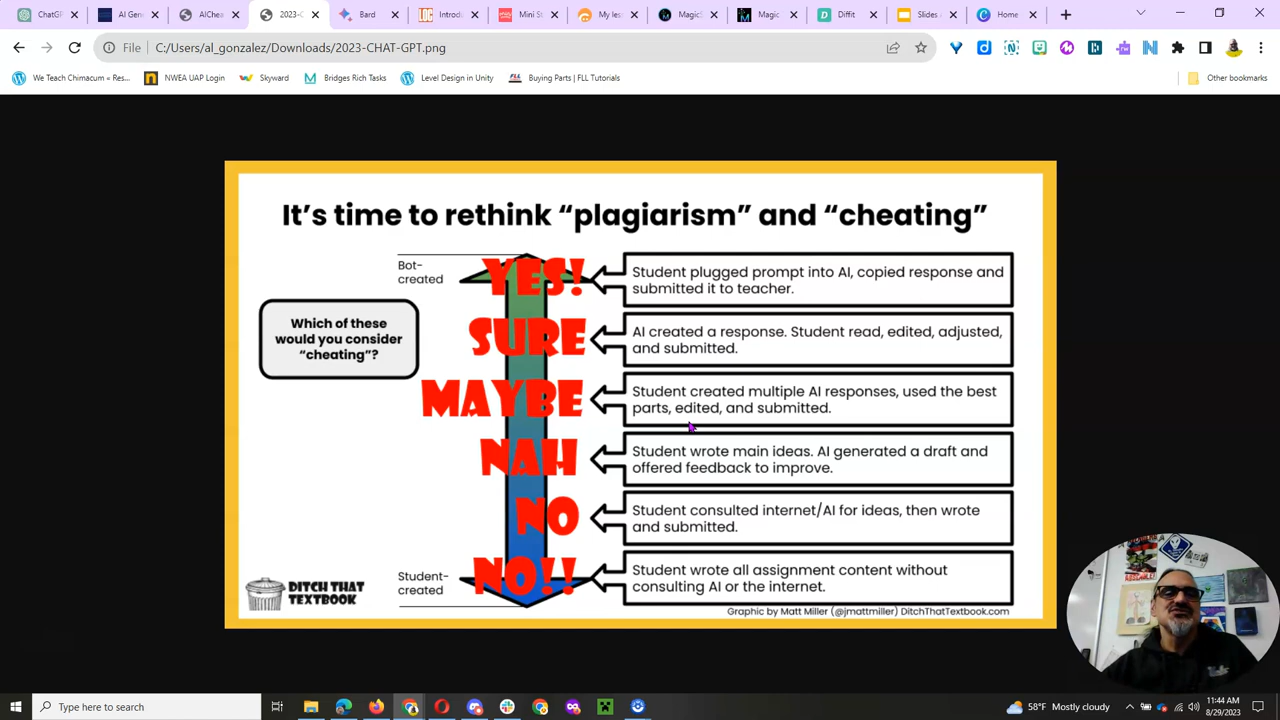 ChatGP
AI Gene
ICheat
2023-C
Bard
Introdu
Mini St
My less
MagicS
Magic
Diffit
Slides A
Home
File
C:/Users/al_gonzalez/Downloads/2023-CHAT-GPT.png
We Teach Chimacum « Res...
NWEA UAP Login
Skyward
Bridges Rich Tasks
Level Design in Unity
FLL
Buying Parts | FLL Tutorials
Other bookmarks
It's time to rethink “plagiarism” and “cheating”
Bot-
created
Which of these
would you consider
“cheating”?
YES!
Student plugged prompt into AI, copied response and
submitted it to teacher.
SURE
AI created a response. Student read, edited, adjusted,
and submitted.
MAYBE
Student created multiple AI responses, used the best
parts, edited, and submitted.
NAH
Student wrote main ideas. AI generated a draft and
offered feedback to improve.
NO
Student consulted internet/AI for ideas, then wrote
and submitted.
NO!!
Student wrote all assignment content without
consulting AI or the internet.
Student-
created
DITCH THAT
TEXTBOOK
Graphic by Matt Miller (@jmattmiller) DitchThatTextbook.com
Type here to search
58°F Mostly cloudy
11:44 AM
8/29/2023